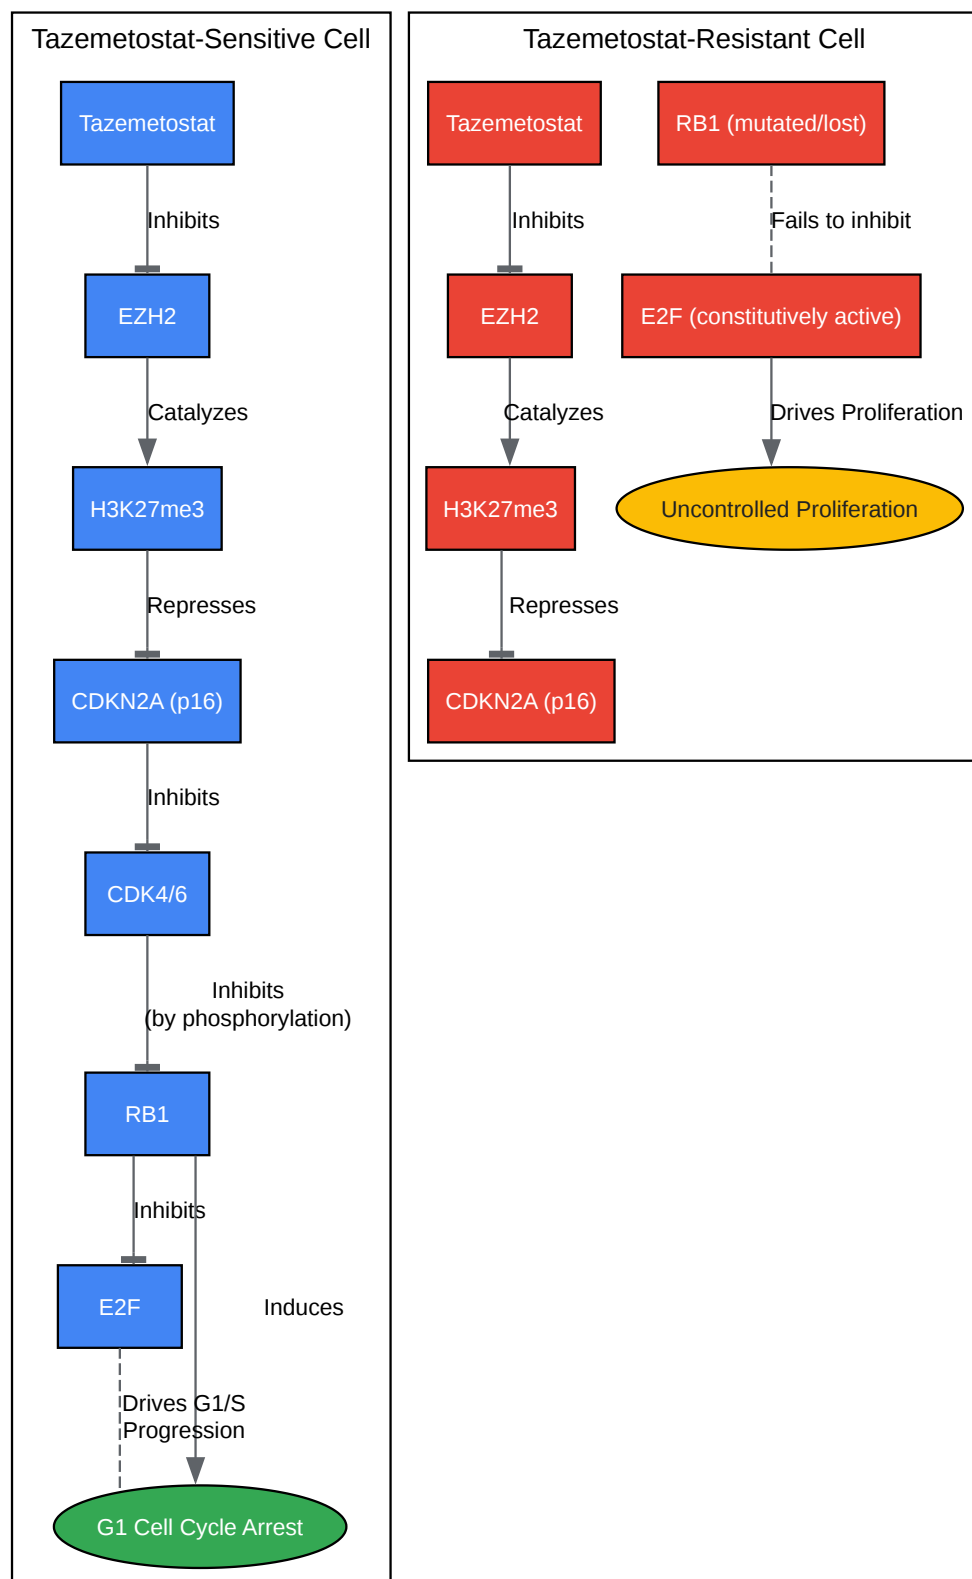 Tazemetostat-Sensitive Cell
Tazemetostat
Inhibits
EZH2
Catalyzes
H3K27me3
Represses
CDKN2A (p16)
Inhibits
CDK4/6
Inhibits
(by phosphorylation)
RB1
Inhibits
E2F
Induces
Drives G1/S
Progression
G1 Cell Cycle Arrest
Tazemetostat-Resistant Cell
Tazemetostat
Inhibits
EZH2
Catalyzes
H3K27me3
Represses
CDKN2A (p16)
RB1 (mutated/lost)
Fails to inhibit
E2F (constitutively active)
Drives Proliferation
Uncontrolled Proliferation